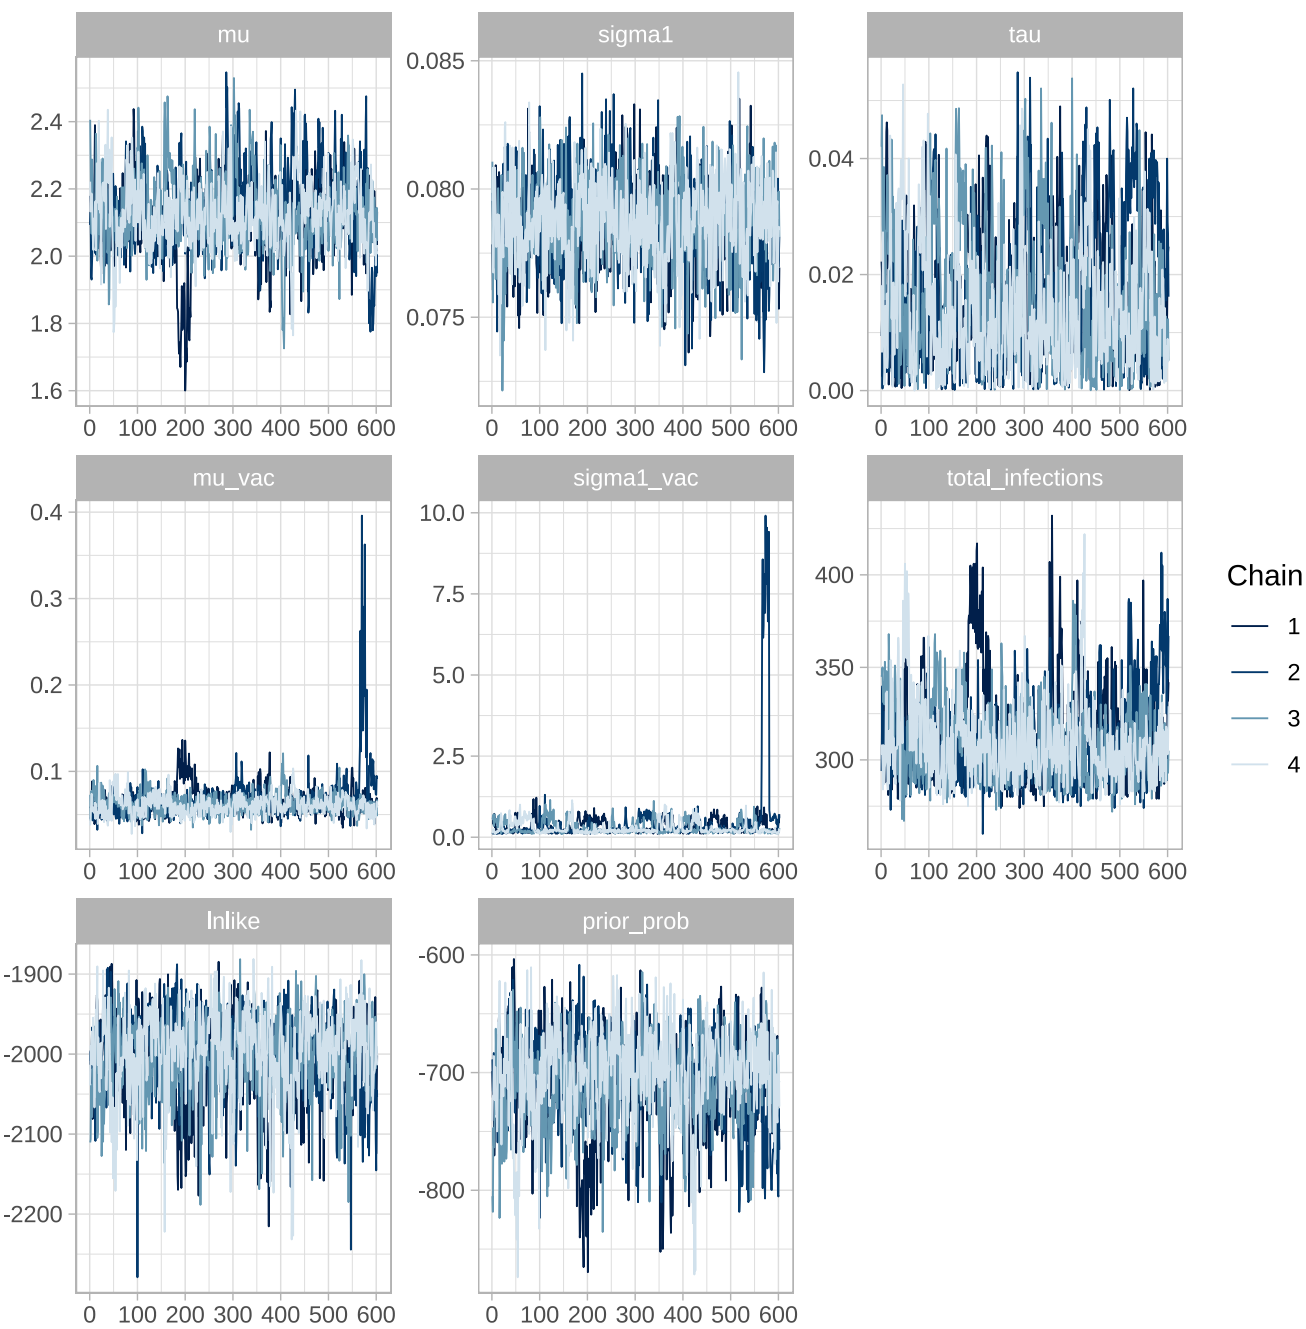 mu sigma1 tau
0.085
2.4
2.2 0.080 0.04
2.0
0.02
1.8 0.075
1.6 0.00
0 100 200 300 400 500 600 0 100 200 300 400 500 600 0 100 200 300 400 500 600
mu_vac sigma1_vac total_infections
0.4 10.0
400
0.3 7.5
350
0.2 5.0
300
0.1 2.5
0.0
0 100 200 300 400 500 600 0 100 200 300 400 500 600 0 100 200 300 400 500 600
Chain
1
2
3
4
lnlike prior_prob
-1900 -600
-2000 -700
-2100
-2200 -800
0 100 200 300 400 500 600 0 100 200 300 400 500 600